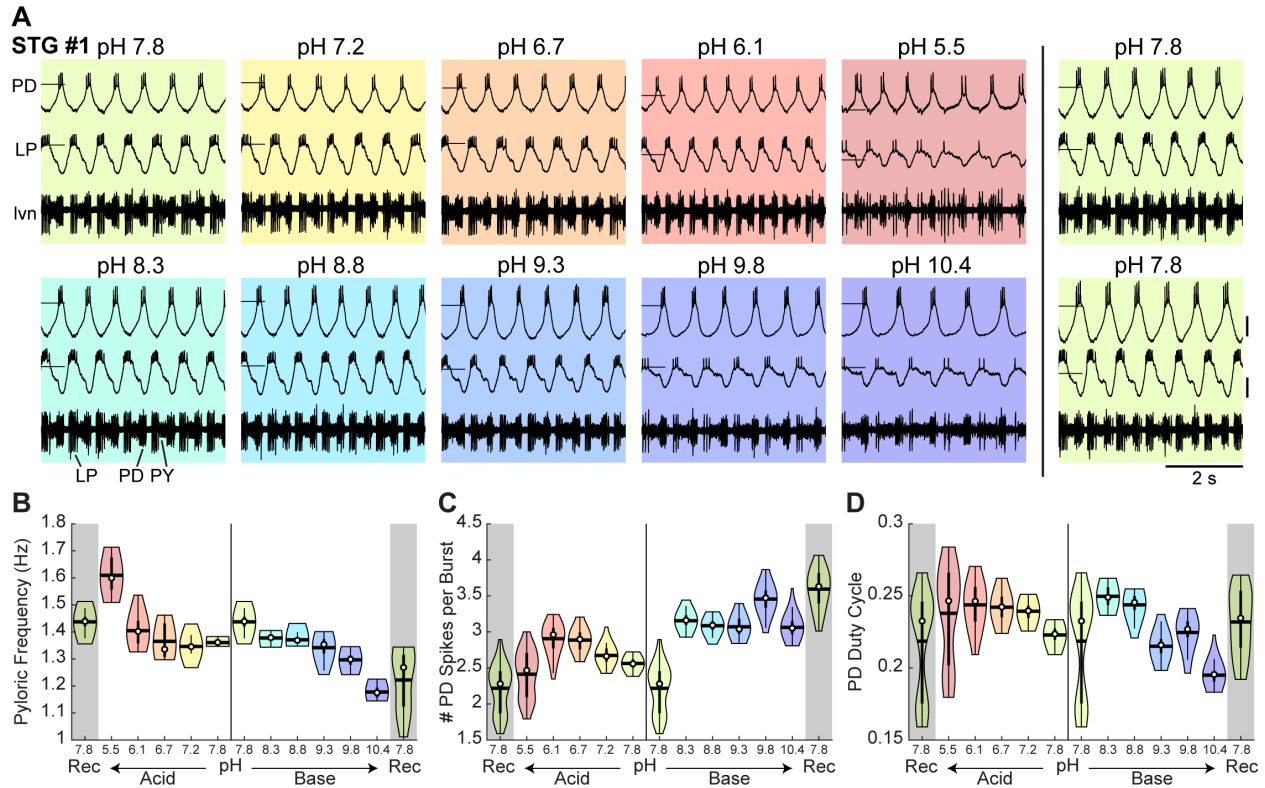 A
STG #1 pH 7.8 pH 7.2 pH 6.7 pH 6.1 pH 5.5 pH 7.8
PD
LP
lvn
pH 8.3 pH 8.8 pH 9.3 pH 9.8 pH 10.4 pH 7.8
LP PD PY
2 s
B
Pyloric Frequency (Hz)
1.8
1.7
1.6
1.5
1.4
1.3
1.2
1.1
1
7.8 5.5 6.1 6.7 7.2 7.8 7.8 8.3 8.8 9.3 9.8 10.4 7.8
Rec Acid pH Base Rec
C
# PD Spikes per Burst
4.5
4
3.5
3
2.5
2
1.5
7.8 5.5 6.1 6.7 7.2 7.8 7.8 8.3 8.8 9.3 9.8 10.4 7.8
Rec Acid pH Base Rec
D
PD Duty Cycle
0.3
0.25
0.2
0.15
7.8 5.5 6.1 6.7 7.2 7.8 7.8 8.3 8.8 9.3 9.8 10.4 7.8
Rec Acid pH Base Rec